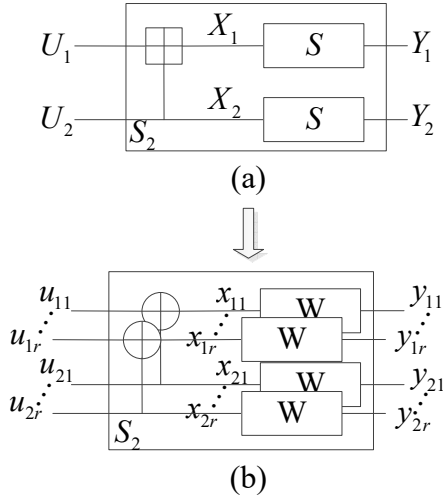 U₁ X₁ S Y₁
U₂ X₂ S Y₂
S₂
(a)
u₁₁ x₁₁ W y₁₁
u₁ᵣ x₁ᵣ W y₁ᵣ
u₂₁ x₂₁ W y₂₁
u₂ᵣ x₂ᵣ W y₂ᵣ
S₂
(b)